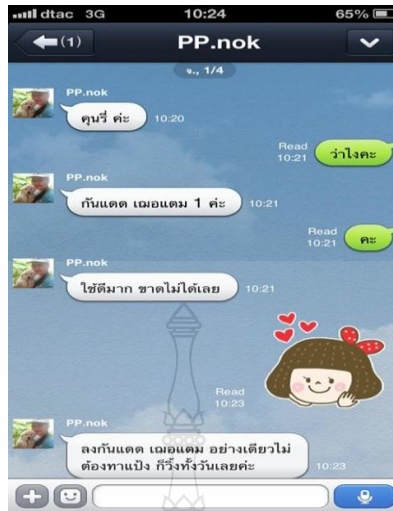 dtac 3G 10:24 65%
(1) PP.nok
จ., 1/4
PP.nok
คุนรี่ ค่ะ 10:20
Read
10:21 ว่าไงคะ
PP.nok
กันแดด เฌอแตม 1 ค่ะ 10:21
Read
10:21 คะ
PP.nok
ใช้ดีมาก ขาดไม่ได้เลย 10:21
Read
10:23
PP.nok
ลงกันแดด เฌอแตม อย่างเดียวไม่
ต้องทาแป้ง ก็วิ้งทั้งวันเลยค่ะ 10:23